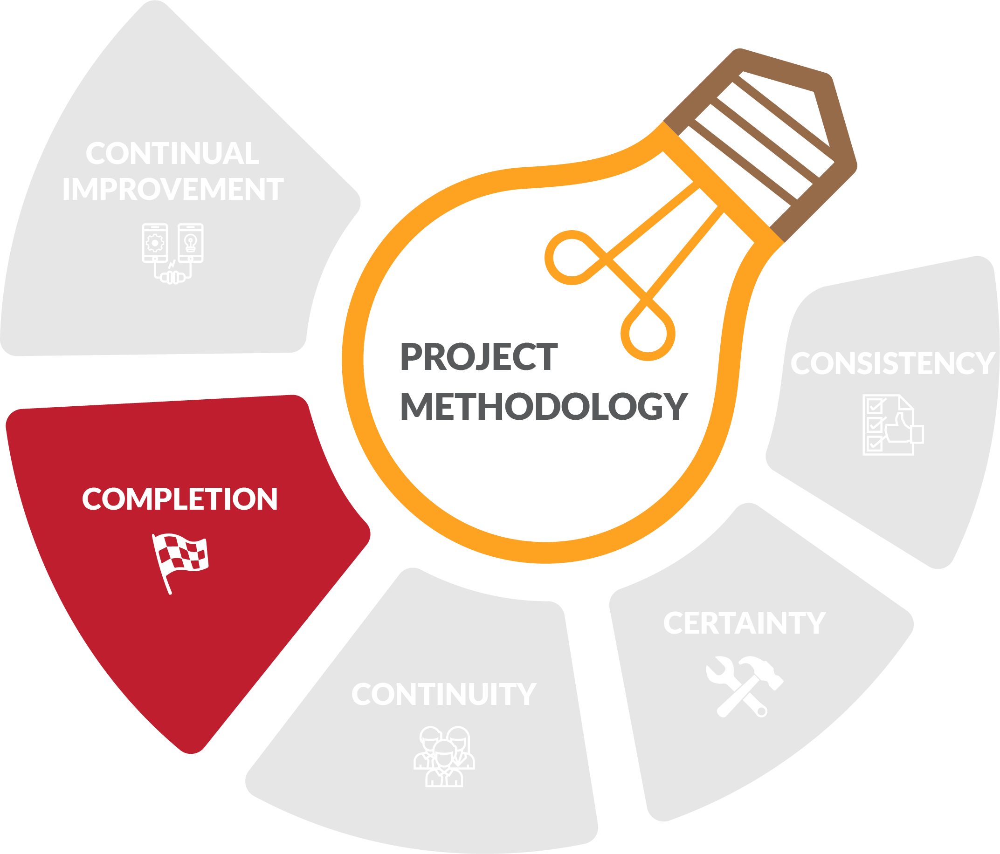 CONTINUAL
IMPROVEMENT
PROJECT
METHODOLOGY
CONSISTENCY
COMPLETION
CERTAINTY
CONTINUITY